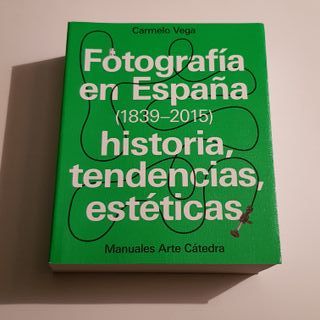 Carmelo Vega
Fotografía
en España
(1839–2015)
historia,
tendencias,
estéticas
Manuales Arte Cátedra